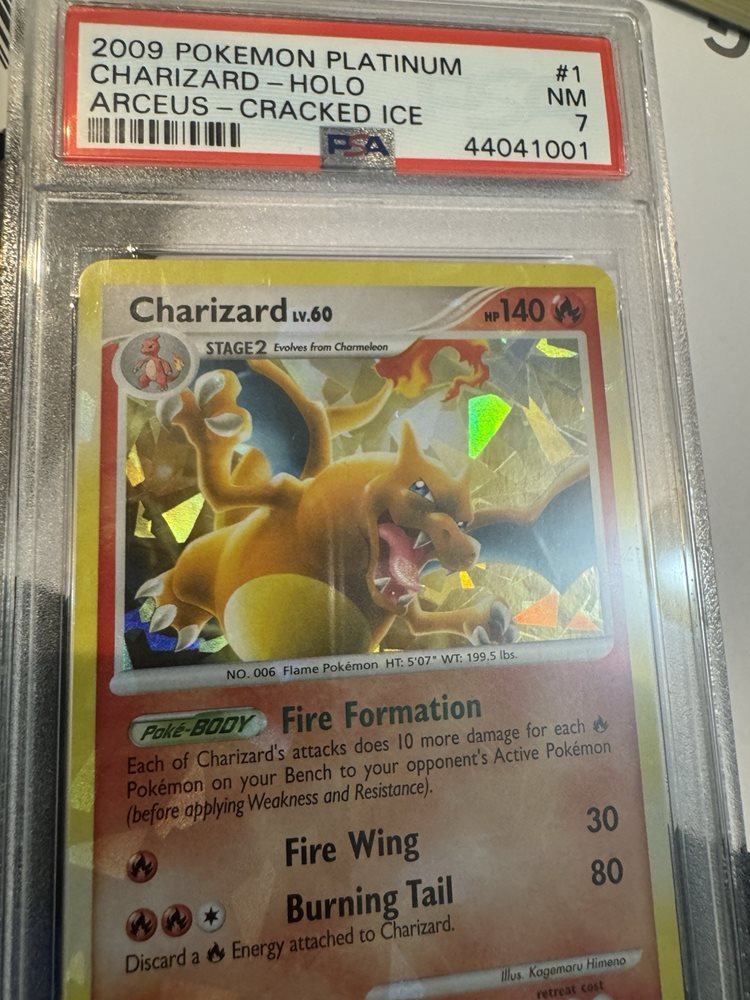 2009 POKEMON PLATINUM #1
CHARIZARD – HOLO NM
ARCEUS – CRACKED ICE 7
PSA 44041001
Charizard LV.60 HP 140
STAGE2 Evolves from Charmeleon
NO. 006 Flame Pokémon HT: 5'07" WT: 199.5 lbs.
Poké-BODY Fire Formation
Each of Charizard's attacks does 10 more damage for each
Pokémon on your Bench to your opponent's Active Pokémon
(before applying Weakness and Resistance).
Fire Wing 30
Burning Tail 80
Discard a Energy attached to Charizard.
Illus. Kagemaru Himeno
retreat cost